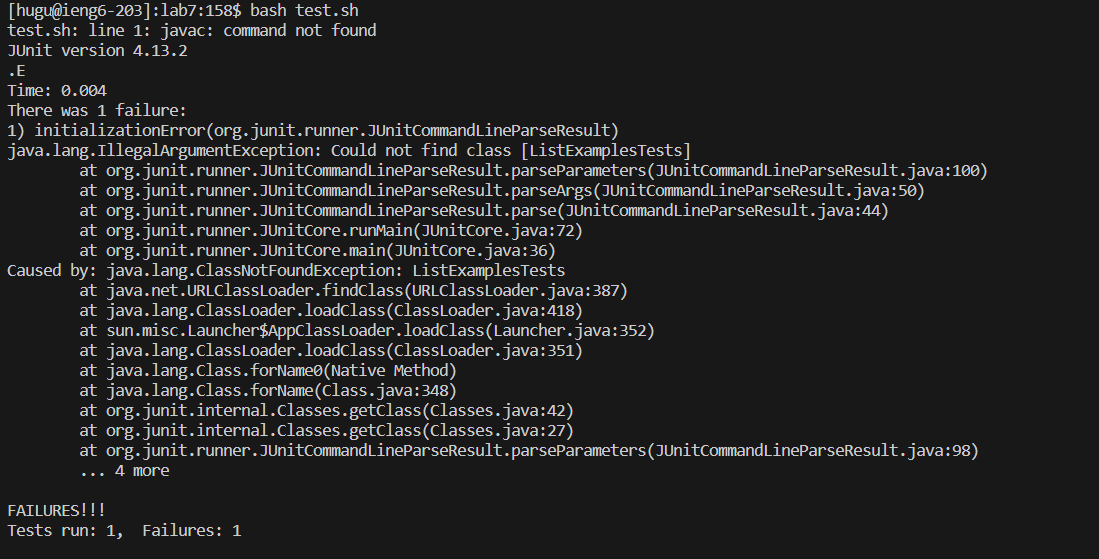 [hugu@ieng6-203]:lab7:158$ bash test.sh
test.sh: line 1: javac: command not found
JUnit version 4.13.2
.E
Time: 0.004
There was 1 failure:
1) initializationError(org.junit.runner.JUnitCommandLineParseResult)
java.lang.IllegalArgumentException: Could not find class [ListExamplesTests]
        at org.junit.runner.JUnitCommandLineParseResult.parseParameters(JUnitCommandLineParseResult.java:100)
        at org.junit.runner.JUnitCommandLineParseResult.parseArgs(JUnitCommandLineParseResult.java:50)
        at org.junit.runner.JUnitCommandLineParseResult.parse(JUnitCommandLineParseResult.java:44)
        at org.junit.runner.JUnitCore.runMain(JUnitCore.java:72)
        at org.junit.runner.JUnitCore.main(JUnitCore.java:36)
Caused by: java.lang.ClassNotFoundException: ListExamplesTests
        at java.net.URLClassLoader.findClass(URLClassLoader.java:387)
        at java.lang.ClassLoader.loadClass(ClassLoader.java:418)
        at sun.misc.Launcher$AppClassLoader.loadClass(Launcher.java:352)
        at java.lang.ClassLoader.loadClass(ClassLoader.java:351)
        at java.lang.Class.forName0(Native Method)
        at java.lang.Class.forName(Class.java:348)
        at org.junit.internal.Classes.getClass(Classes.java:42)
        at org.junit.internal.Classes.getClass(Classes.java:27)
        at org.junit.runner.JUnitCommandLineParseResult.parseParameters(JUnitCommandLineParseResult.java:98)
        ... 4 more
FAILURES!!!
Tests run: 1,  Failures: 1